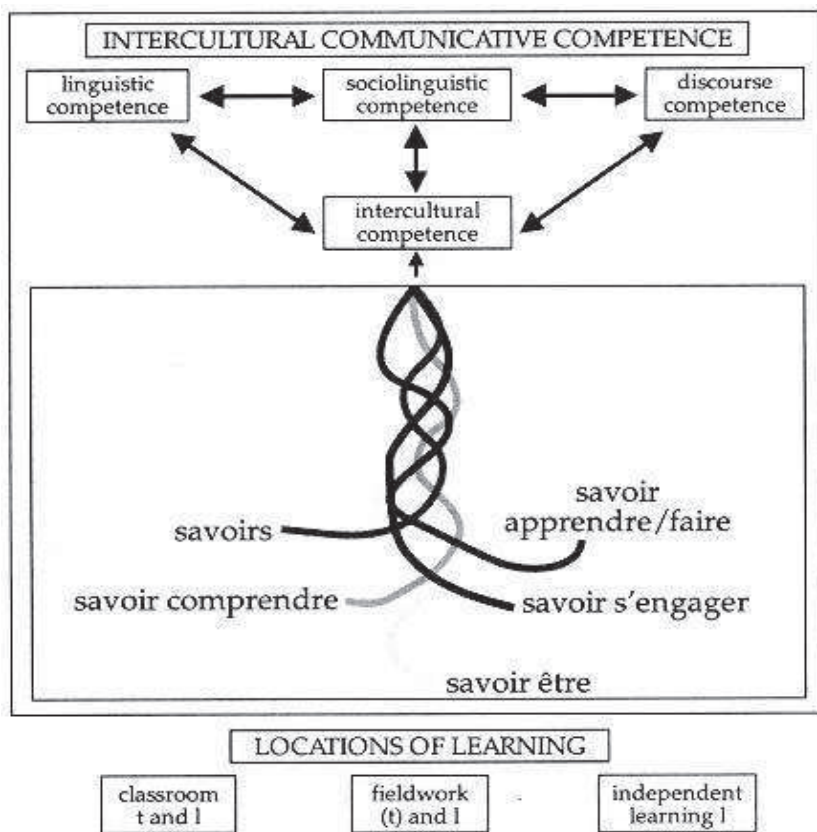 INTERCULTURAL COMMUNICATIVE COMPETENCE
linguistic
competence
sociolinguistic
competence
discourse
competence
intercultural
competence
savoirs
savoir
apprendre/faire
savoir comprendre
savoir s'engager
savoir être
LOCATIONS OF LEARNING
classroom
t and l
fieldwork
(t) and l
independent
learning l